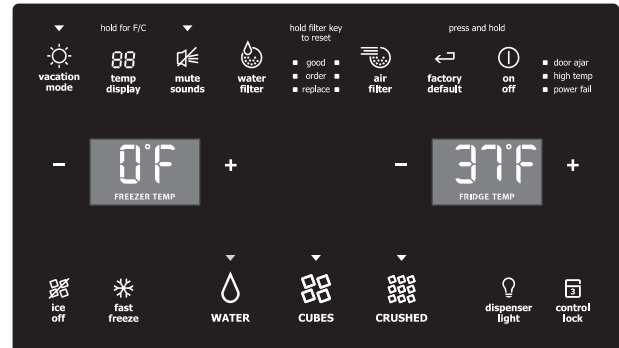 hold for F/C
hold filter key
to reset
press and hold
88
vacation
mode
temp
display
mute
sounds
water
filter
good
order
replace
air
filter
factory
default
on
off
door ajar
high temp
power fail
- 0°F +
FREEZER TEMP
- 37°F +
FRIDGE TEMP
ice
off
fast
freeze
WATER
CUBES
CRUSHED
dispenser
light
3
control
lock